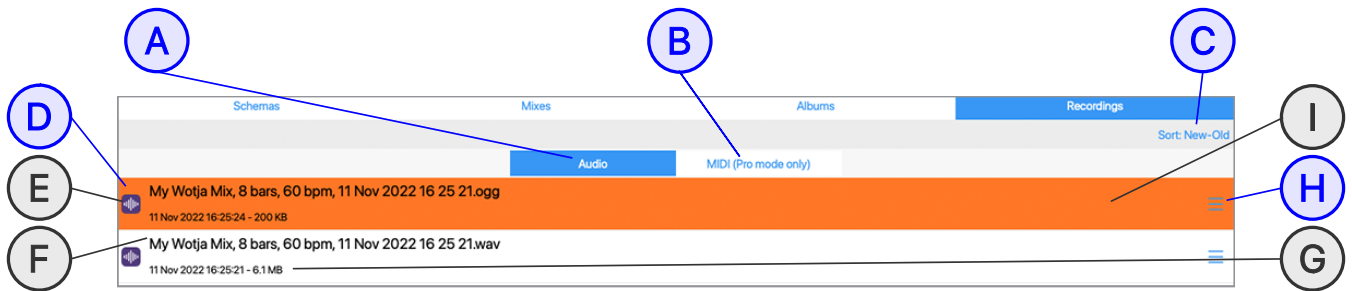 A
B
C
D
E
F
G
H
I
Schemas
Mixes
Albums
Recordings
Sort: New-Old
Audio
MIDI (Pro mode only)
My Wotja Mix, 8 bars, 60 bpm, 11 Nov 2022 16 25 21.ogg
11 Nov 2022 16:25:24 - 200 KB
My Wotja Mix, 8 bars, 60 bpm, 11 Nov 2022 16 25 21.wav
11 Nov 2022 16:25:21 - 6.1 MB